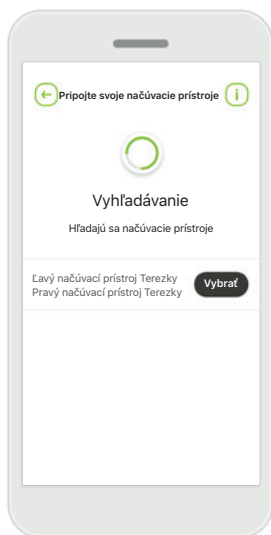 Pripojte svoje načúvacie prístroje
i
Vyhľadávanie
Hľadajú sa načúvacie prístroje
Ľavý načúvací prístroj Terezky
Pravý načúvací prístroj Terezky
Vybrať